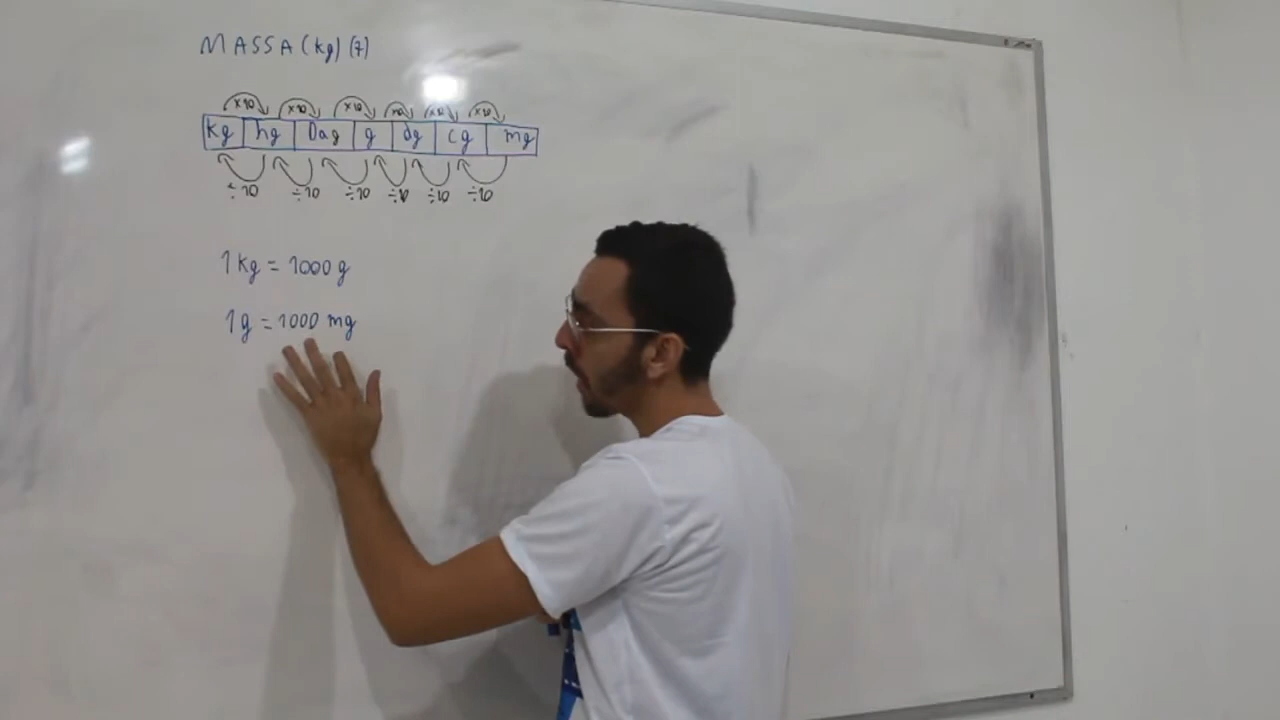 MASSA (kg) (7)
x10 x10 x10 x10 x10 x10
kg hg Dag g dg cg mg
÷10 ÷10 ÷10 ÷10 ÷10 ÷10
1 kg = 1000 g
1 g = 1000 mg